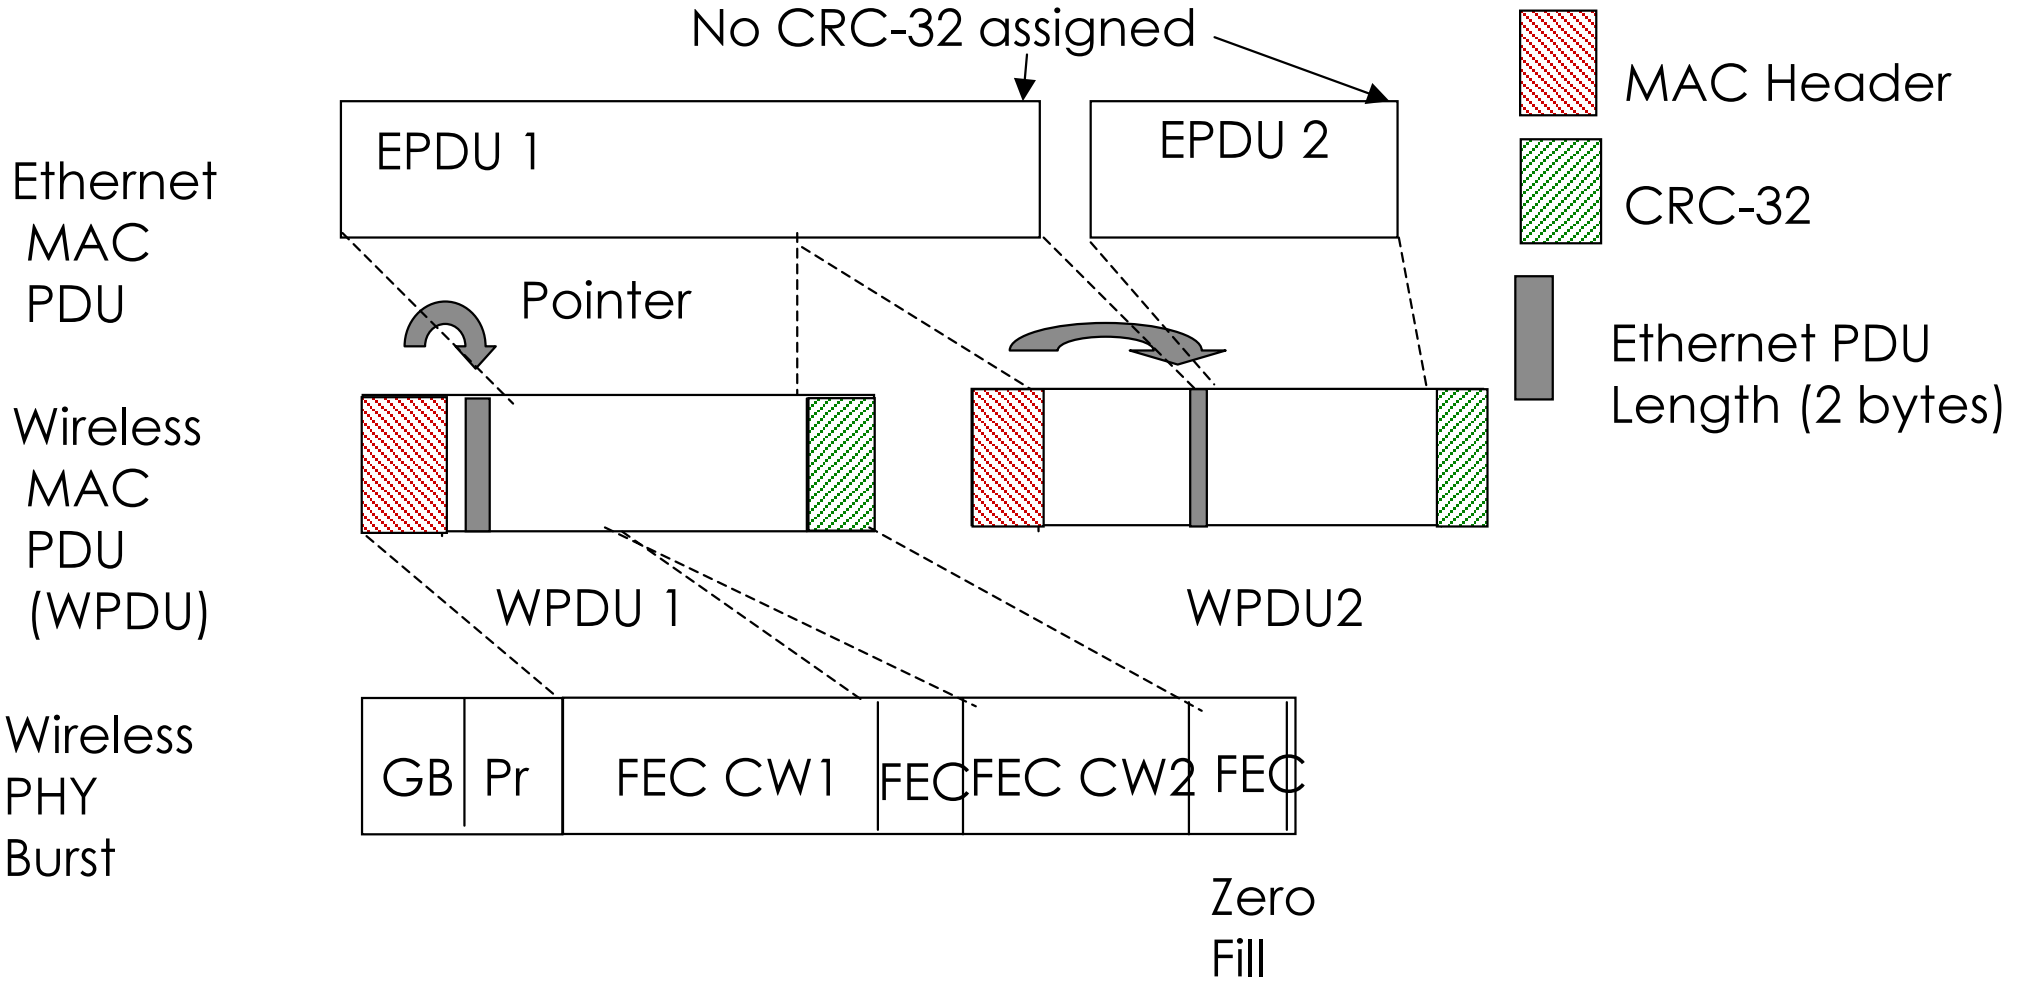 No CRC-32 assigned
MAC Header
EPDU 1
EPDU 2
Ethernet
MAC
PDU
CRC-32
Pointer
Ethernet PDU
Length (2 bytes)
Wireless
MAC
PDU
(WPDU)
WPDU 1
WPDU2
Wireless
PHY
Burst
GB
Pr
FEC CW1
FEC
FEC CW2
FEC
Zero
Fill